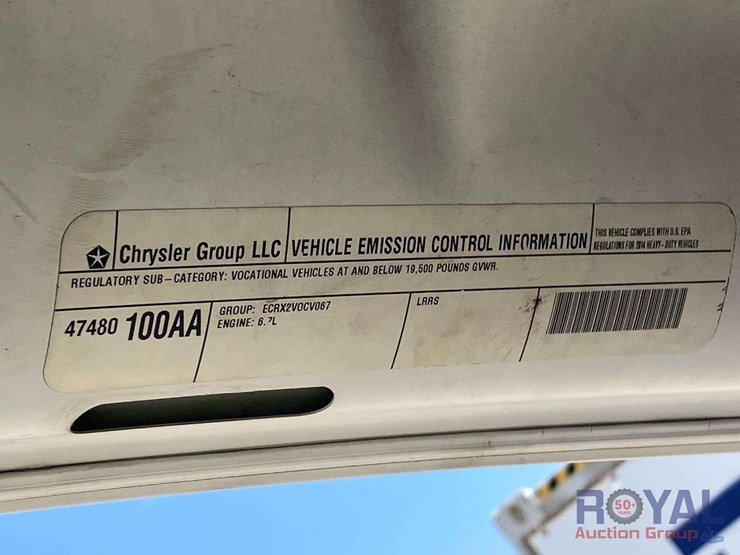 Chrysler Group LLC
VEHICLE EMISSION CONTROL INFORMATION
THIS VEHICLE COMPLIES WITH U.S. EPA
REGULATIONS FOR 2014 HEAVY-DUTY VEHICLES
REGULATORY SUB-CATEGORY: VOCATIONAL VEHICLES AT AND BELOW 19,500 POUNDS GVWR.
47480 100AA
GROUP: ECRX2VOCV067
ENGINE: 6.7L
LRRS
ROYAL
50+
YEARS
Auction Group